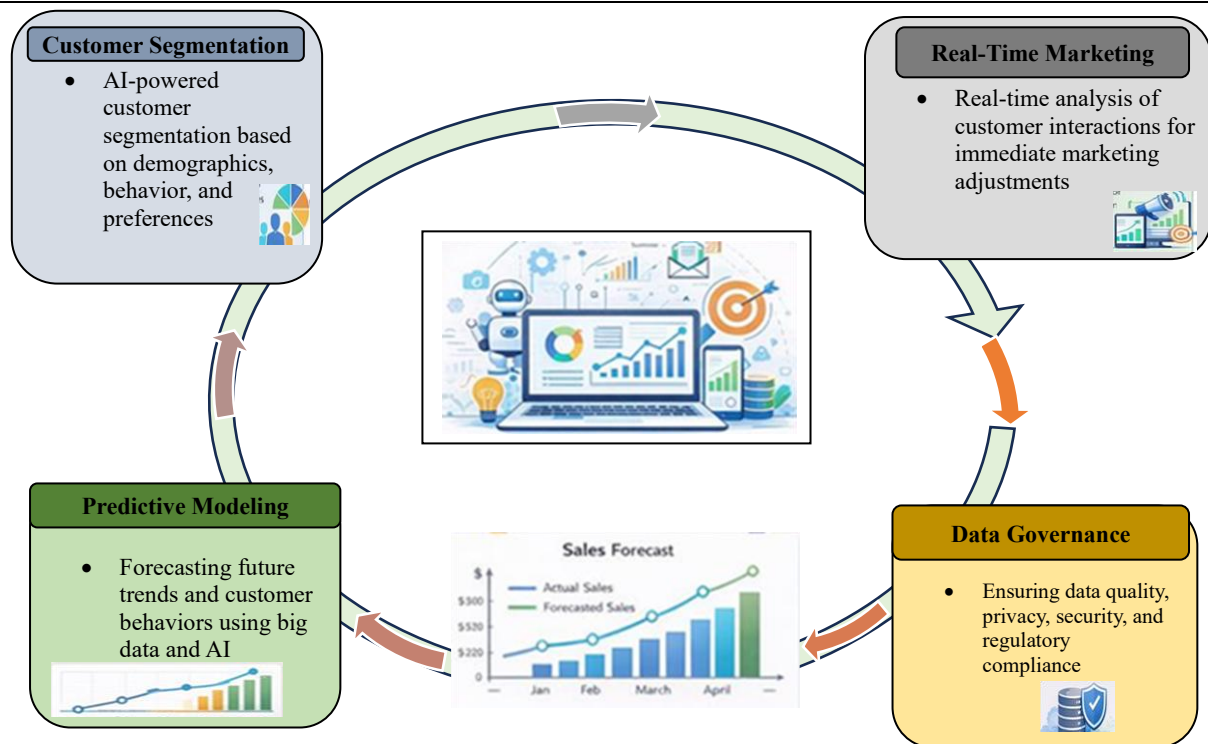 Customer Segmentation
• AI-powered
customer
segmentation based
on demographics,
behavior, and
preferences
Real-Time Marketing
• Real-time analysis of
customer interactions for
immediate marketing
adjustments
Predictive Modeling
• Forecasting future
trends and customer
behaviors using big
data and AI
Sales Forecast
$
Actual Sales
$300
Forecasted Sales
$520
$220
0
Jan Feb March April
Data Governance
• Ensuring data quality,
privacy, security, and
regulatory
compliance